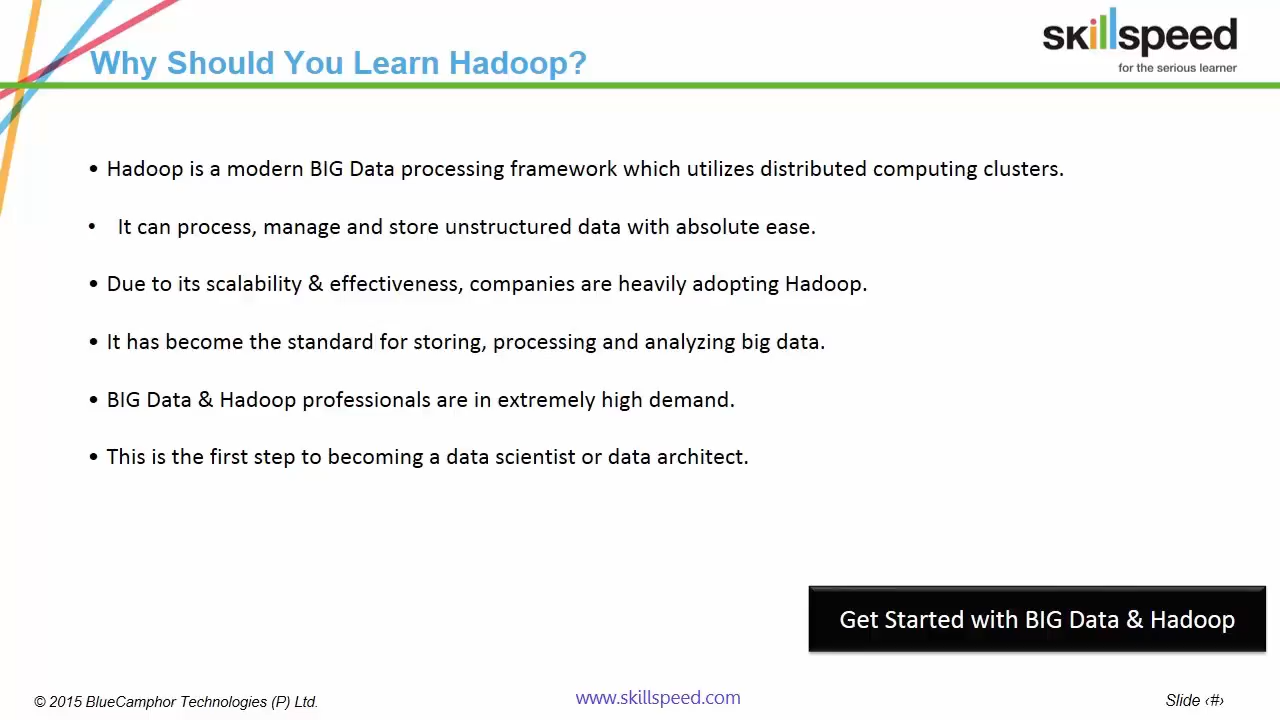 skillspeed
for the serious learner
Why Should You Learn Hadoop?
• Hadoop is a modern BIG Data processing framework which utilizes distributed computing clusters.
• It can process, manage and store unstructured data with absolute ease.
• Due to its scalability & effectiveness, companies are heavily adopting Hadoop.
• It has become the standard for storing, processing and analyzing big data.
• BIG Data & Hadoop professionals are in extremely high demand.
• This is the first step to becoming a data scientist or data architect.
Get Started with BIG Data & Hadoop
© 2015 BlueCamphor Technologies (P) Ltd.
www.skillspeed.com
Slide ‹#›